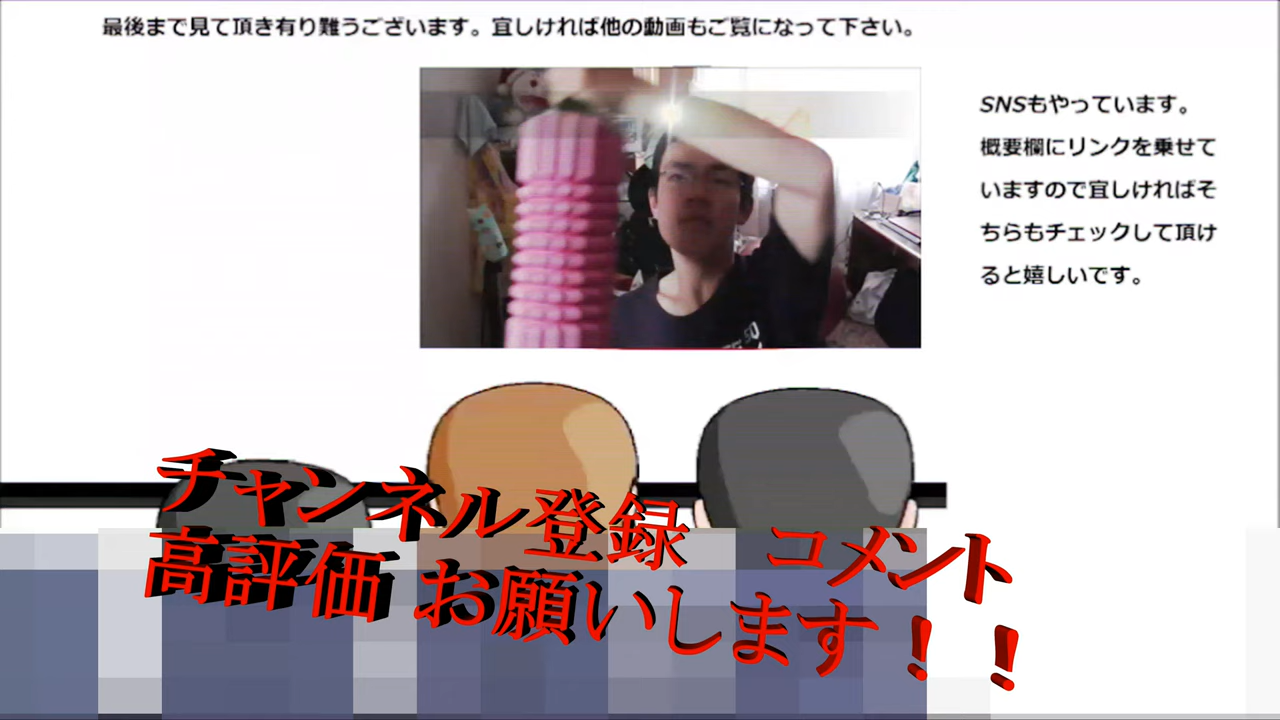 最後まで見て頂き有り難うございます。宜しければ他の動画もご覧になって下さい。
SNSもやっています。
概要欄にリンクを乗せて
いますので宜しければそ
ちらもチェックして頂け
ると嬉しいです。
チャンネル登録　コメント
高評価 お願いします！！